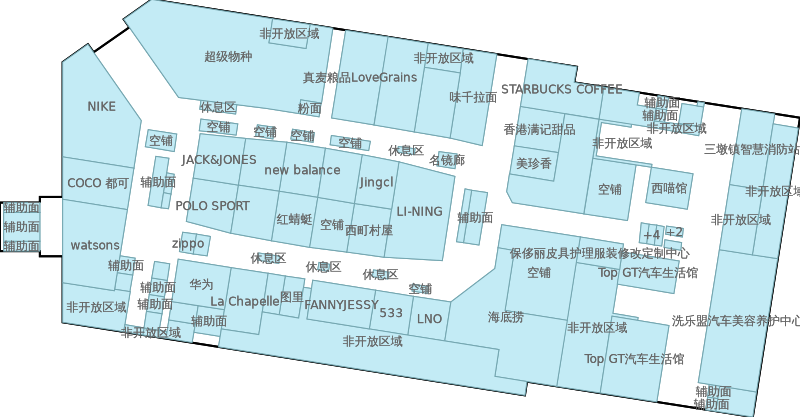 非开放区域
超级物种
真麦粮品LoveGrains
非开放区域
味千拉面
STARBUCKS COFFEE
辅助面
辅助面
非开放区域
NIKE
休息区
粉面
空铺
空铺
空铺
空铺
空铺
休息区
名镜廊
香港满记甜品
美珍香
非开放区域
三墩镇智慧消防站
JACK&JONES
new balance
Jingcl
COCO 都可
辅助面
空铺
西喵馆
非开放区域
辅助面
辅助面
辅助面
POLO SPORT
红蜻蜓
空铺
西町村屋
LI-NING
辅助面
+4
+2
非开放区域
watsons
zippo
休息区
休息区
休息区
空铺
保侈丽皮具护理服装修改定制中心
空铺
Top GT汽车生活馆
辅助面
辅助面
华为
La Chapelle
图里
FANNYJESSY
533
LNO
海底捞
非开放区域
洗乐盟汽车美容养护中心
非开放区域
辅助面
辅助面
非开放区域
非开放区域
Top GT汽车生活馆
辅助面
辅助面